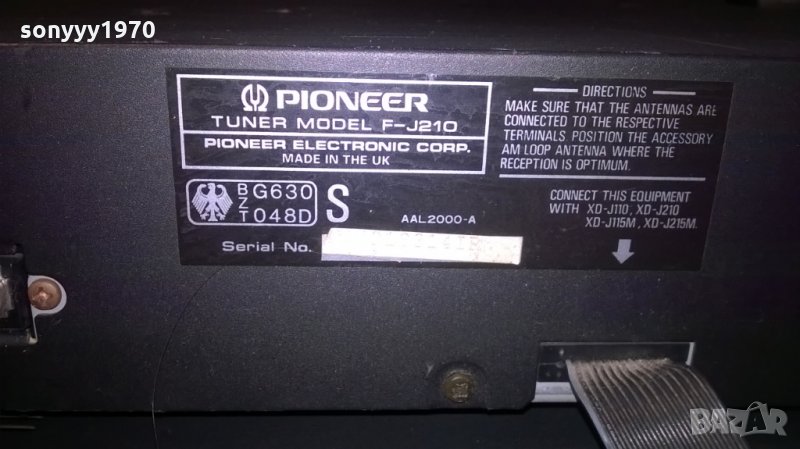 sonyyy1970
PIONEER
TUNER MODEL F-J210
PIONEER ELECTRONIC CORP.
MADE IN THE UK
BZT G630 048D S
AAL2000-A
Serial No.
DIRECTIONS
MAKE SURE THAT THE ANTENNAS ARE
CONNECTED TO THE RESPECTIVE
TERMINALS. POSITION THE ACCESSORY
AM LOOP ANTENNA WHERE THE
RECEPTION IS OPTIMUM.
CONNECT THIS EQUIPMENT
WITH XD-J110, XD-J210
XD-J115M, XD-J215M.
BAZAR